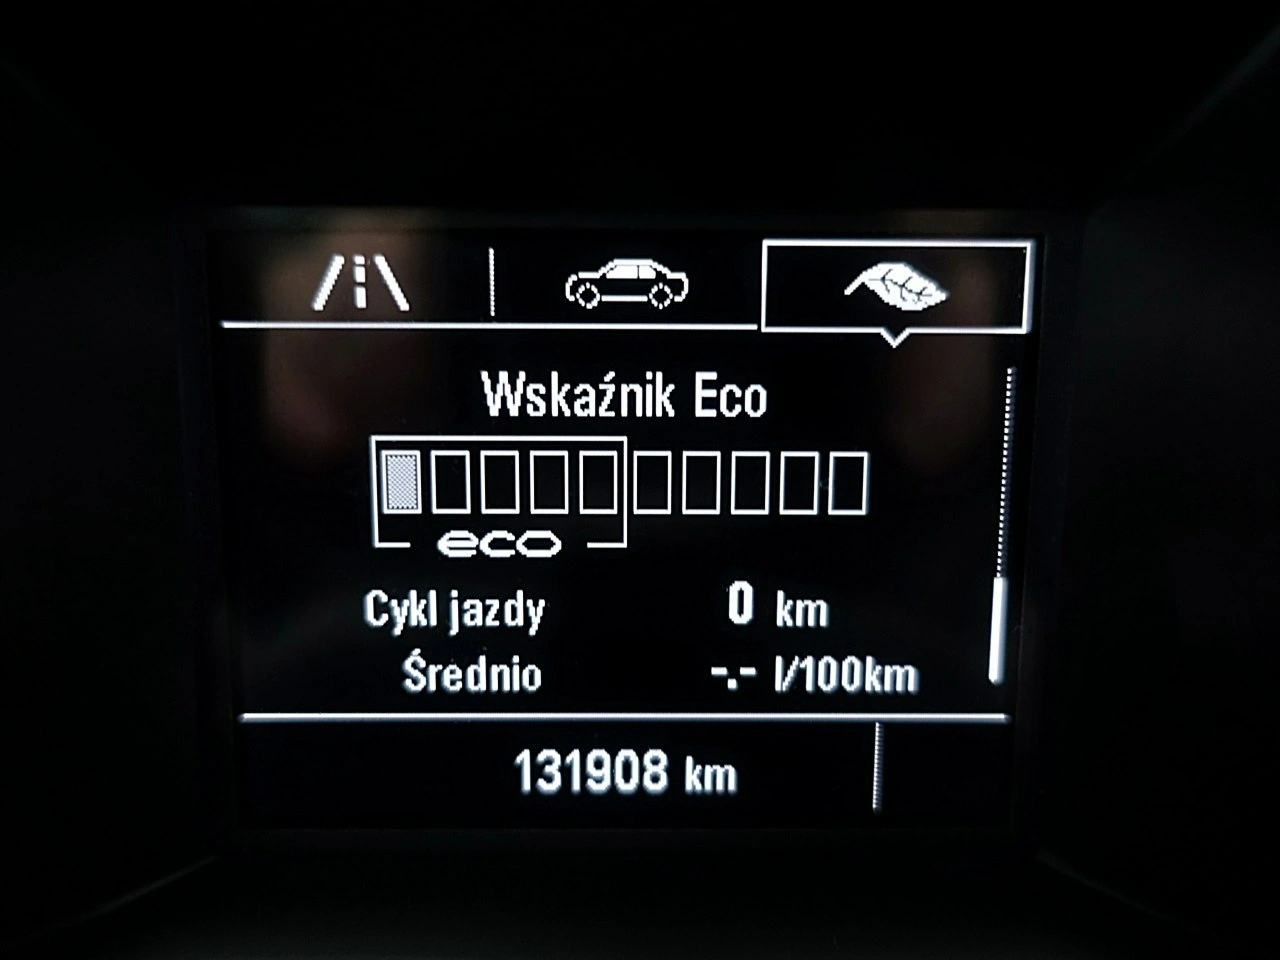 Wskaźnik Eco
eco
Cykl jazdy 0 km
Średnio -.- l/100km
131908 km